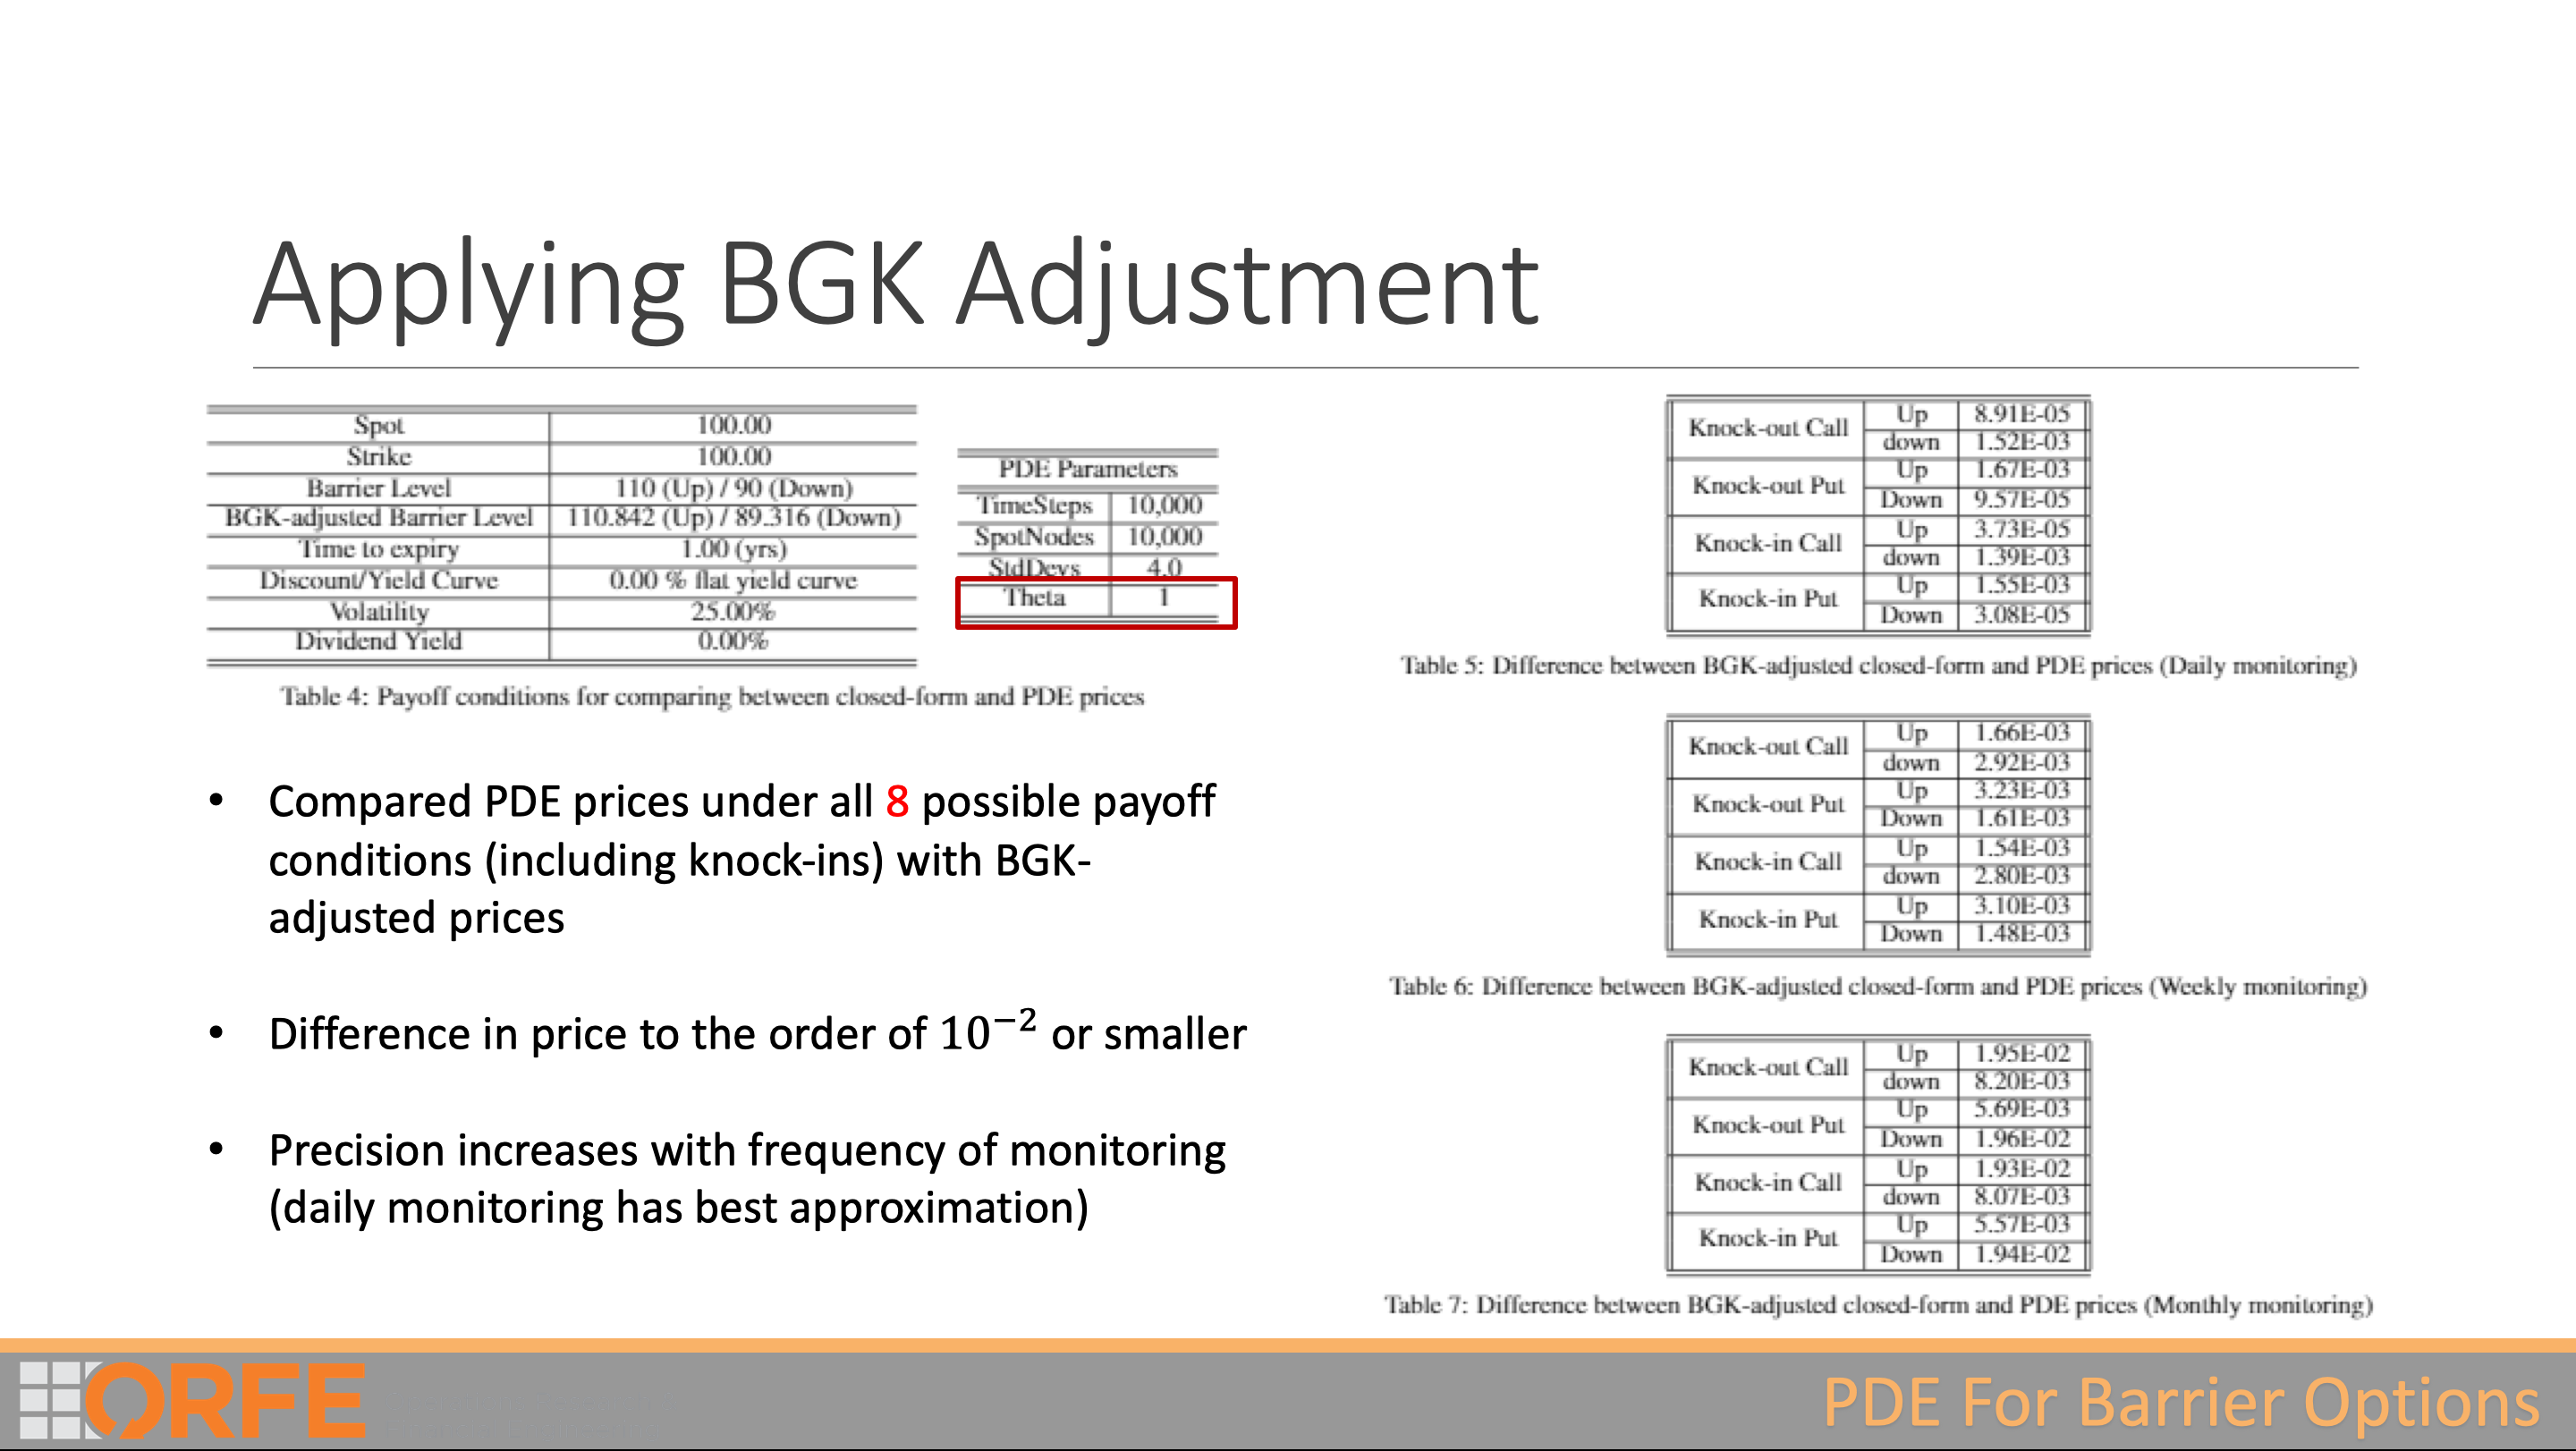 Applying BGK Adjustment
Spot 100.00
Strike 100.00
Barrier Level 110 (Up) / 90 (Down)
BGK-adjusted Barrier Level 110.842 (Up) / 89.316 (Down)
Time to expiry 1.00 (yrs)
Discount/Yield Curve 0.00 % flat yield curve
Volatility 25.00%
Dividend Yield 0.00%
PDE Parameters
TimeSteps 10,000
SpotNodes 10,000
StdDevs 4.0
Theta 1
Table 4: Payoff conditions for comparing between closed-form and PDE prices
• Compared PDE prices under all 8 possible payoff
conditions (including knock-ins) with BGK-
adjusted prices
• Difference in price to the order of 10⁻² or smaller
• Precision increases with frequency of monitoring
(daily monitoring has best approximation)
Knock-out Call Up 8.91E-05
down 1.52E-03
Knock-out Put Up 1.67E-03
Down 9.57E-05
Knock-in Call Up 3.73E-05
down 1.39E-03
Knock-in Put Up 1.55E-03
Down 3.08E-05
Table 5: Difference between BGK-adjusted closed-form and PDE prices (Daily monitoring)
Knock-out Call Up 1.66E-03
down 2.92E-03
Knock-out Put Up 3.23E-03
Down 1.61E-03
Knock-in Call Up 1.54E-03
down 2.80E-03
Knock-in Put Up 3.10E-03
Down 1.48E-03
Table 6: Difference between BGK-adjusted closed-form and PDE prices (Weekly monitoring)
Knock-out Call Up 1.95E-02
down 8.20E-03
Knock-out Put Up 5.69E-03
Down 1.96E-02
Knock-in Call Up 1.93E-02
down 8.07E-03
Knock-in Put Up 5.57E-03
Down 1.94E-02
Table 7: Difference between BGK-adjusted closed-form and PDE prices (Monthly monitoring)
ORFE
PDE For Barrier Options